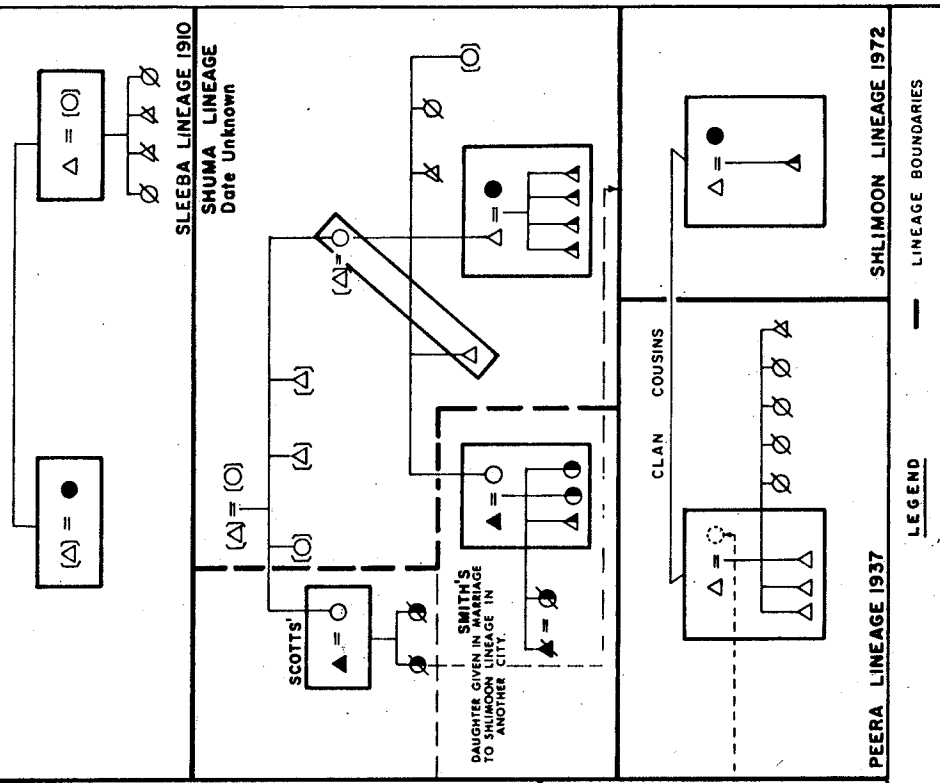 SLEEBA LINEAGE 1910
SHUMA LINEAGE
Date Unknown
SCOTTS'
SMITH'S
DAUGHTER GIVEN IN MARRIAGE
TO SHLIMOON LINEAGE IN
ANOTHER CITY.
CLAN COUSINS
PEERA LINEAGE 1937
SHLIMOON LINEAGE 1972
LEGEND
LINEAGE BOUNDARIES